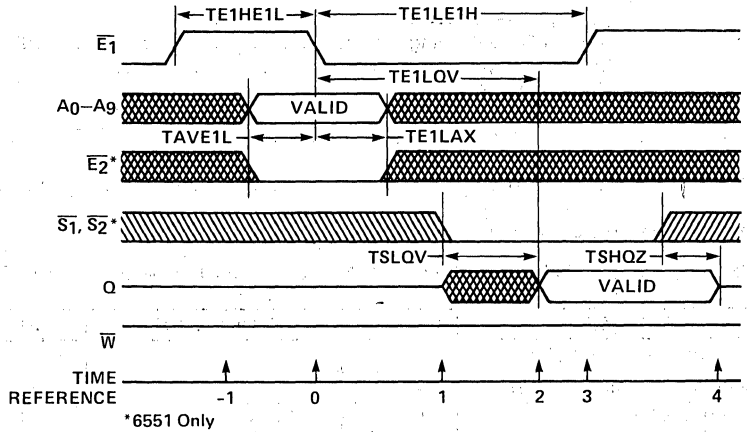 TE1HE1L
TE1LE1H
E1
TE1LQV
A0–A9
VALID
TAVE1L
TE1LAX
E2*
S1, S2*
TSLQV
TSHQZ
Q
VALID
W
TIME
REFERENCE
-1 0 1 2 3 4
*6551 Only